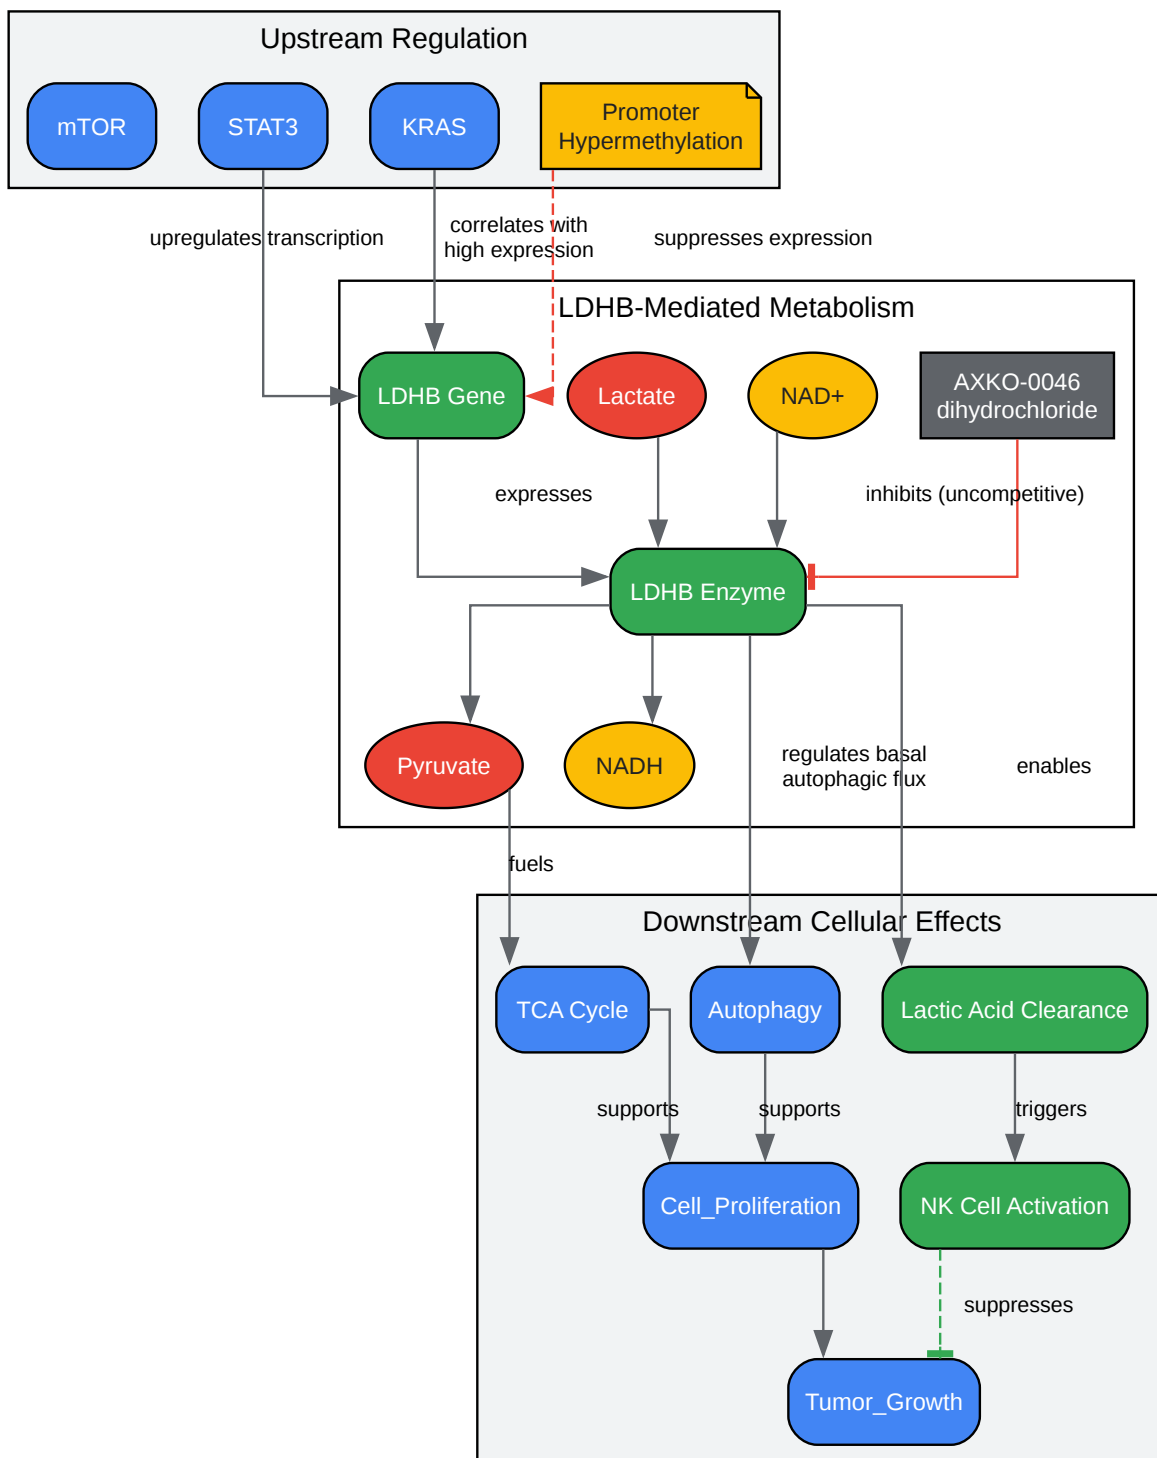 Upstream Regulation
mTOR
STAT3
KRAS
Promoter
Hypermethylation
upregulates transcription
correlates with
high expression
suppresses expression
LDHB-Mediated Metabolism
LDHB Gene
Lactate
NAD+
AXKO-0046
dihydrochloride
expresses
inhibits (uncompetitive)
LDHB Enzyme
Pyruvate
NADH
regulates basal
autophagic flux
enables
fuels
Downstream Cellular Effects
TCA Cycle
Autophagy
Lactic Acid Clearance
supports
supports
triggers
Cell_Proliferation
NK Cell Activation
suppresses
Tumor_Growth